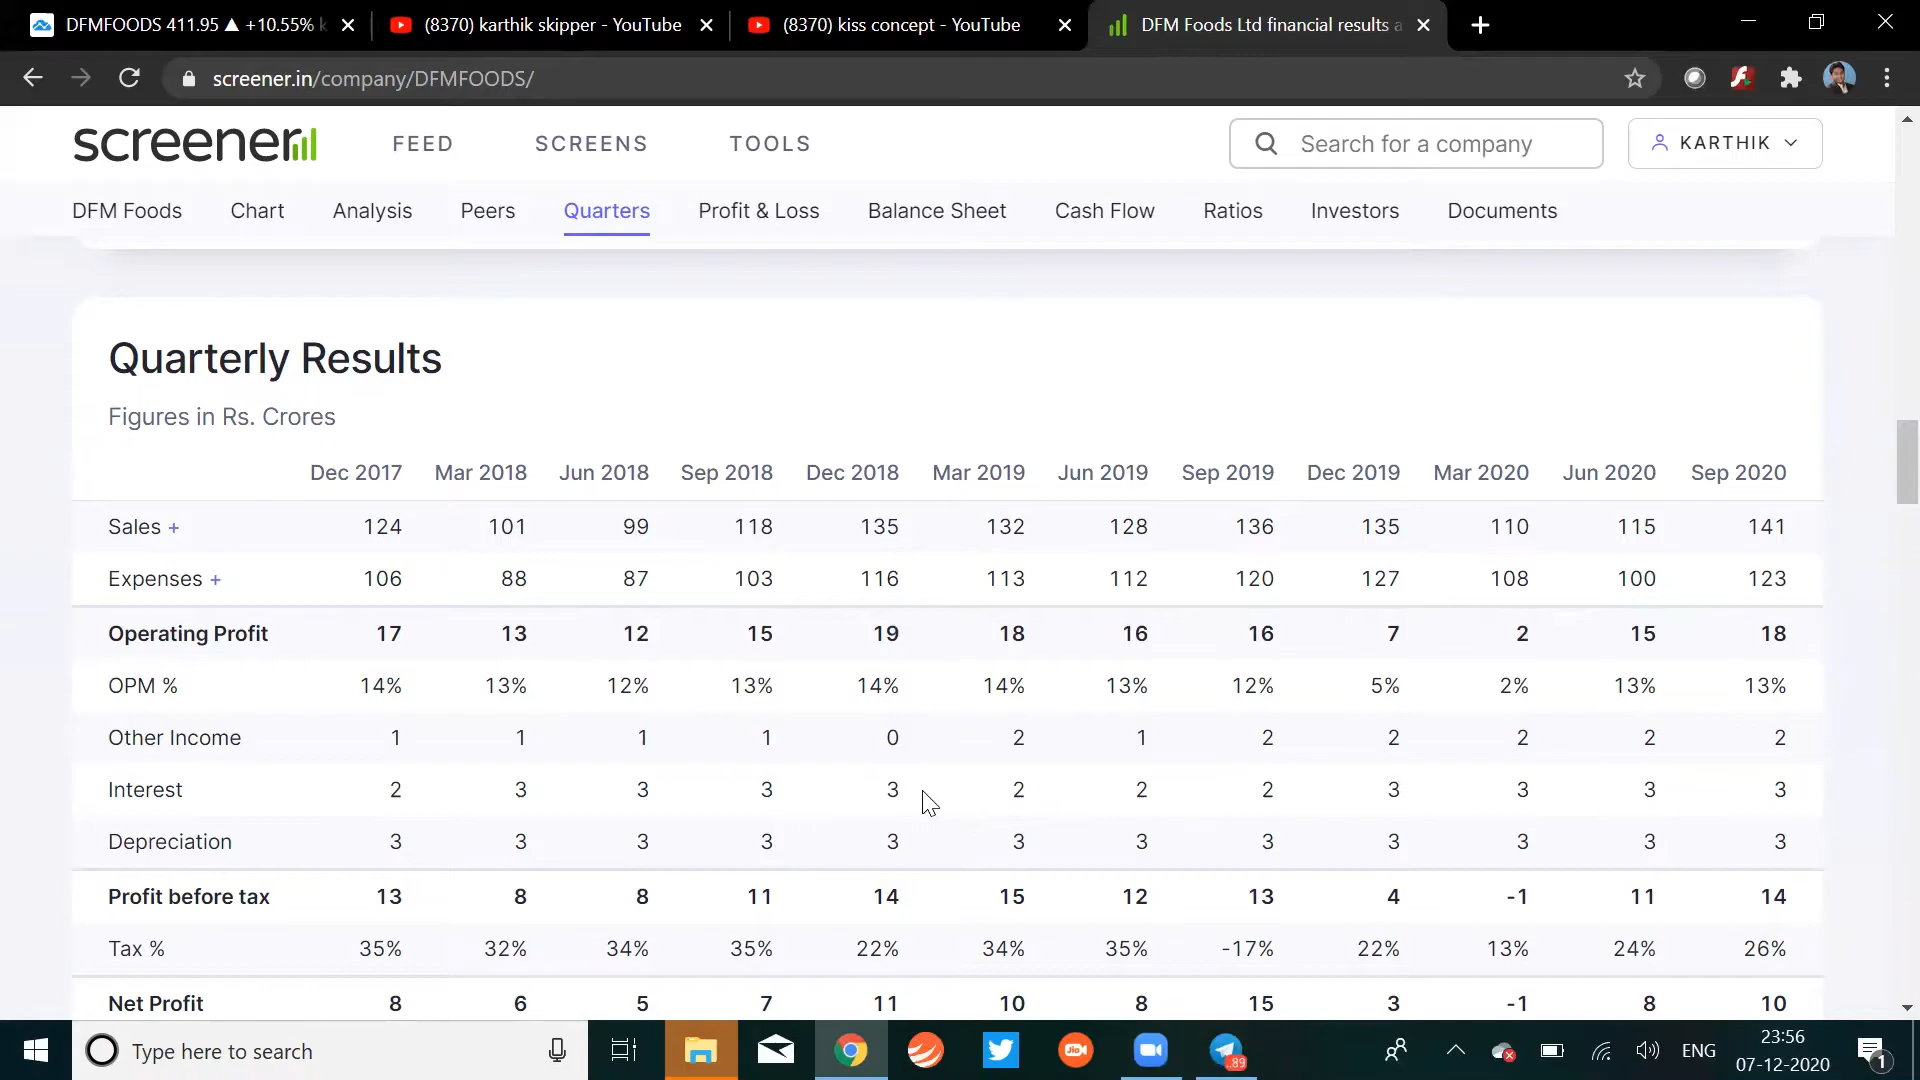 DFMFOODS 411.95 ▲ +10.55%
(8370) karthik skipper - YouTube
(8370) kiss concept - YouTube
DFM Foods Ltd financial results a
screener.in/company/DFMFOODS/
screener
FEED SCREENS TOOLS
Search for a company
KARTHIK
DFM Foods Chart Analysis Peers Quarters Profit & Loss Balance Sheet Cash Flow Ratios Investors Documents
Quarterly Results
Figures in Rs. Crores
Dec 2017 Mar 2018 Jun 2018 Sep 2018 Dec 2018 Mar 2019 Jun 2019 Sep 2019 Dec 2019 Mar 2020 Jun 2020 Sep 2020
Sales + 124 101 99 118 135 132 128 136 135 110 115 141
Expenses + 106 88 87 103 116 113 112 120 127 108 100 123
Operating Profit 17 13 12 15 19 18 16 16 7 2 15 18
OPM % 14% 13% 12% 13% 14% 14% 13% 12% 5% 2% 13% 13%
Other Income 1 1 1 1 0 2 1 2 2 2 2 2
Interest 2 3 3 3 3 2 2 2 3 3 3 3
Depreciation 3 3 3 3 3 3 3 3 3 3 3 3
Profit before tax 13 8 8 11 14 15 12 13 4 -1 11 14
Tax % 35% 32% 34% 35% 22% 34% 35% -17% 22% 13% 24% 26%
Net Profit 8 6 5 7 11 10 8 15 3 -1 8 10
Type here to search
Jio
..89
ENG
23:56
07-12-2020
1